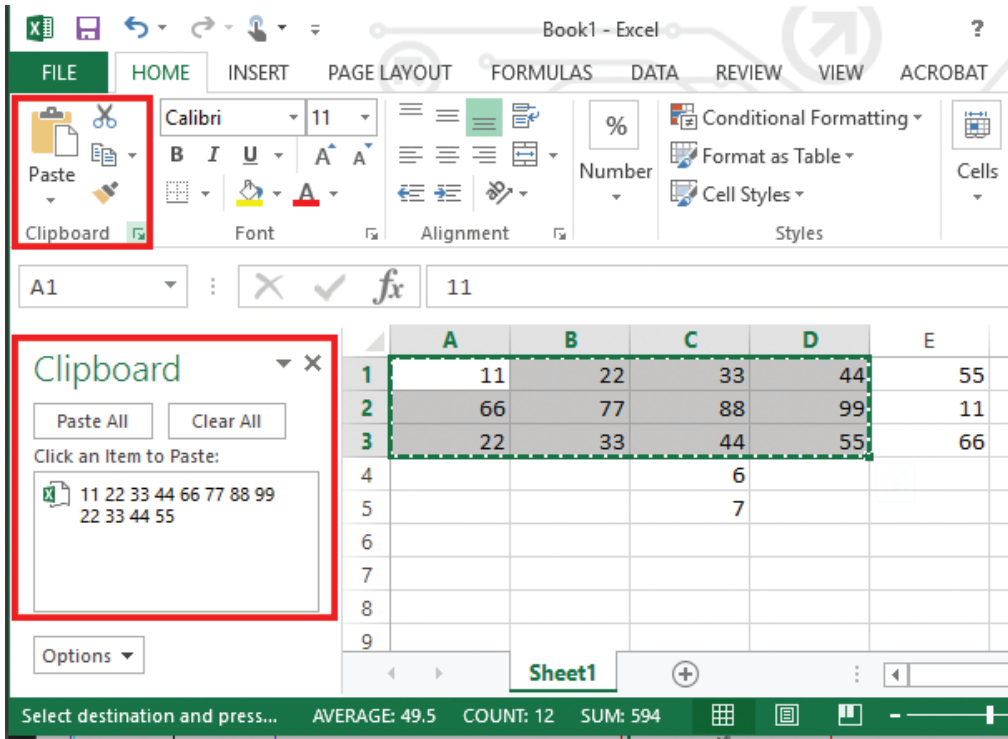 Book1 - Excel ?
FILE HOME INSERT PAGE LAYOUT FORMULAS DATA REVIEW VIEW ACROBAT
Calibri 11 % Conditional Formatting
Paste B I U A A Number Format as Table Cells
A Cell Styles
Clipboard Font Alignment Styles
A1 fx 11
Clipboard
Paste All Clear All
Click an Item to Paste:
11 22 33 44 66 77 88 99
22 33 44 55
Options
A B C D E
1 11 22 33 44 55
2 66 77 88 99 11
3 22 33 44 55 66
4 6
5 7
6
7
8
9
Sheet1
Select destination and press... AVERAGE: 49.5 COUNT: 12 SUM: 594